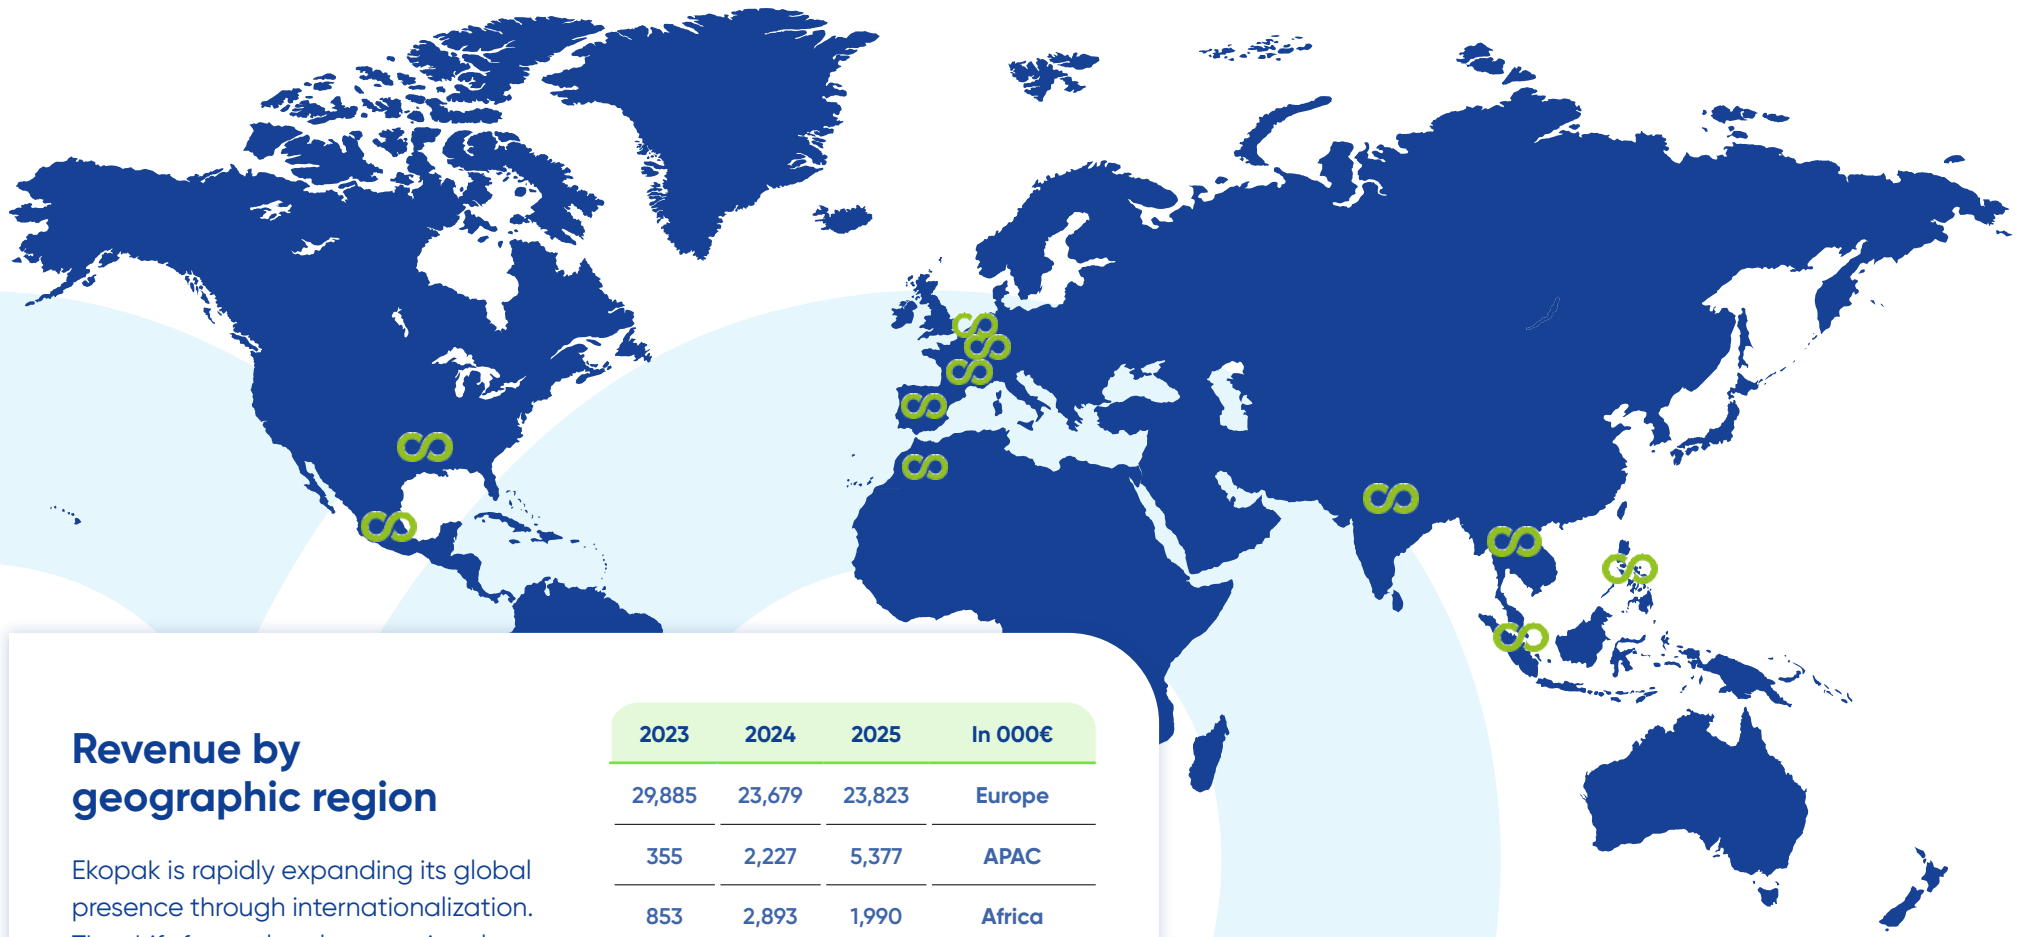 Revenue by
geographic region
Ekopak is rapidly expanding its global
presence through internationalization.
2023 2024 2025 In 000€
29,885 23,679 23,823 Europe
355 2,227 5,377 APAC
853 2,893 1,990 Africa